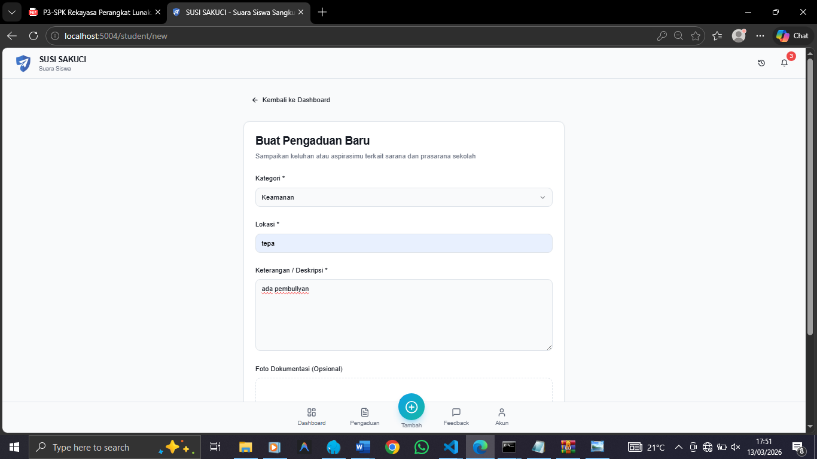 P3-SPK Rekayasa Perangkat Lunak
SUSI SAKUCI - Suara Siswa Sangku
localhost:5004/student/new
Chat
SUSI SAKUCI
Suara Siswa
5
Kembali ke Dashboard
Buat Pengaduan Baru
Sampaikan keluhan atau aspirasimu terkait sarana dan prasarana sekolah
Kategori *
Keamanan
Lokasi *
tepa
Keterangan / Deskripsi *
ada pembuliyan
Foto Dokumentasi (Opsional)
Dashboard
Pengaduan
Tambah
Feedback
Akun
Type here to search
21°C
17:51
13/03/2026
8